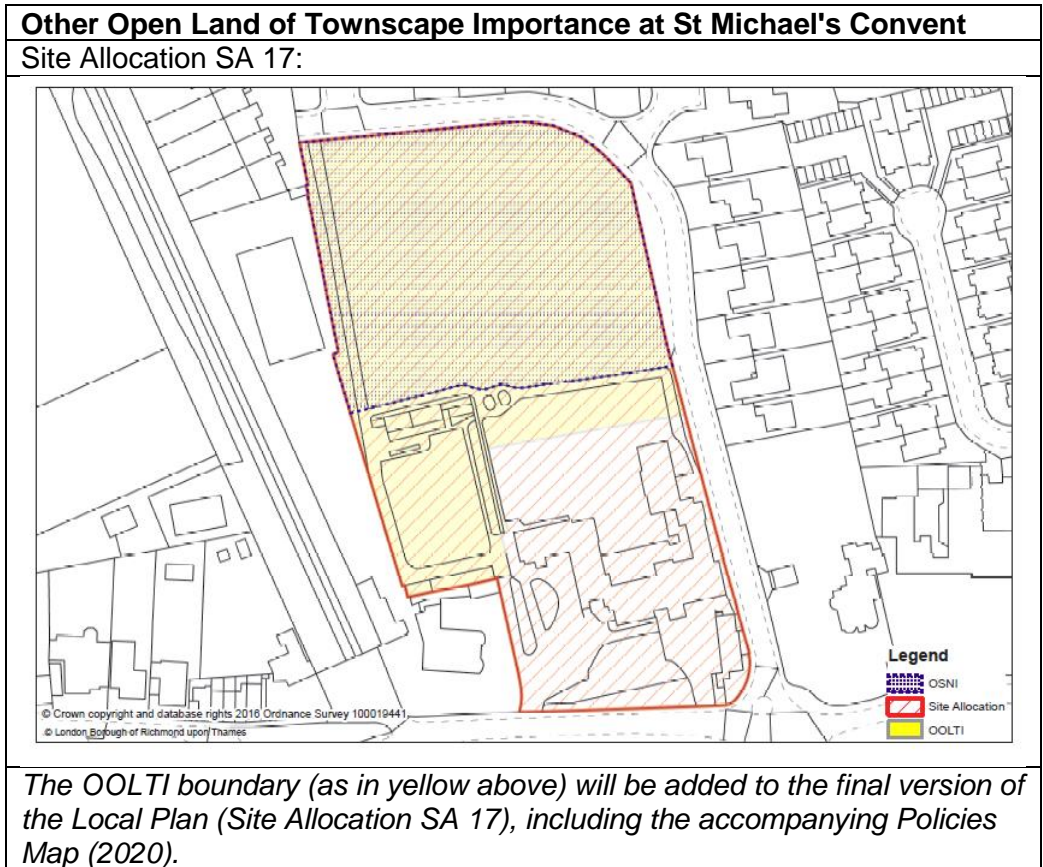 Other Open Land of Townscape Importance at St Michael's Convent
Site Allocation SA 17:
Legend
OSNI
Site Allocation
OOLTI
© Crown copyright and database rights 2016 Ordnance Survey 100019441
© London Borough of Richmond upon Thames
The OOLTI boundary (as in yellow above) will be added to the final version of
the Local Plan (Site Allocation SA 17), including the accompanying Policies
Map (2020).